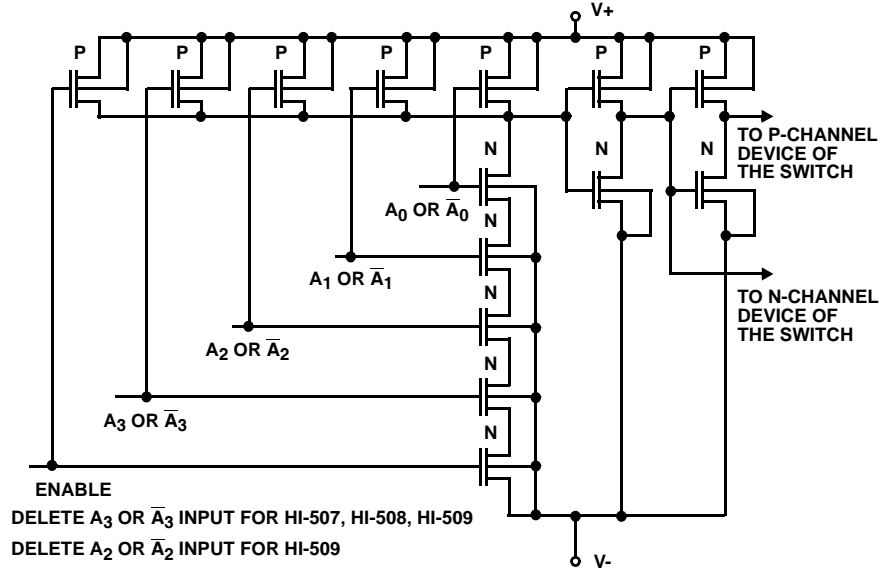 V+
P P P P P P P
TO P-CHANNEL
DEVICE OF
THE SWITCH
N N N
A0 OR A̅0
N
A1 OR A̅1
N
TO N-CHANNEL
DEVICE OF
THE SWITCH
A2 OR A̅2
N
A3 OR A̅3
N
ENABLE
DELETE A3 OR A̅3 INPUT FOR HI-507, HI-508, HI-509
DELETE A2 OR A̅2 INPUT FOR HI-509
V-